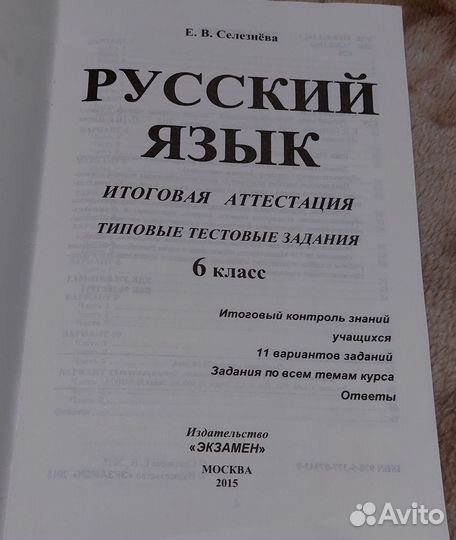 Е. В. Селезнёва
РУССКИЙ
ЯЗЫК
ИТОГОВАЯ АТТЕСТАЦИЯ
ТИПОВЫЕ ТЕСТОВЫЕ ЗАДАНИЯ
6 класс
Итоговый контроль знаний
учащихся
11 вариантов заданий
Задания по всем темам курса
Ответы
Издательство
«ЭКЗАМЕН»
МОСКВА
2015
Avito